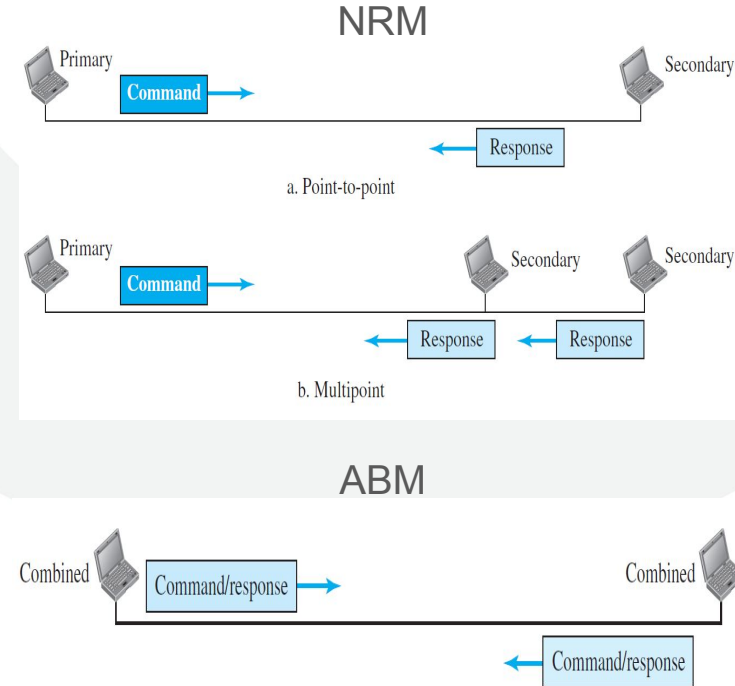 NRM
Primary
Secondary
Command
Response
a. Point-to-point
Primary
Secondary
Secondary
Command
Response
Response
b. Multipoint
ABM
Combined
Command/response
Combined
Command/response